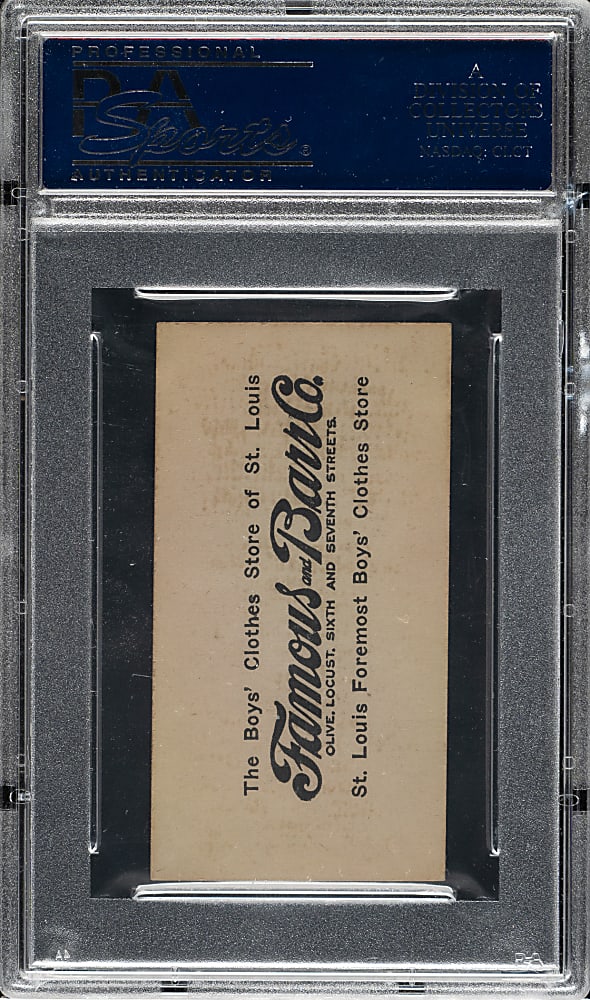 PROFESSIONAL
PSA
Sports®
AUTHENTICATOR
A
DIVISION OF
COLLECTORS
UNIVERSE
NASDAQ: CLCT
The Boys' Clothes Store of St. Louis
Famous and Barr Co.
OLIVE, LOCUST, SIXTH AND SEVENTH STREETS.
St. Louis Foremost Boys' Clothes Store
PSA